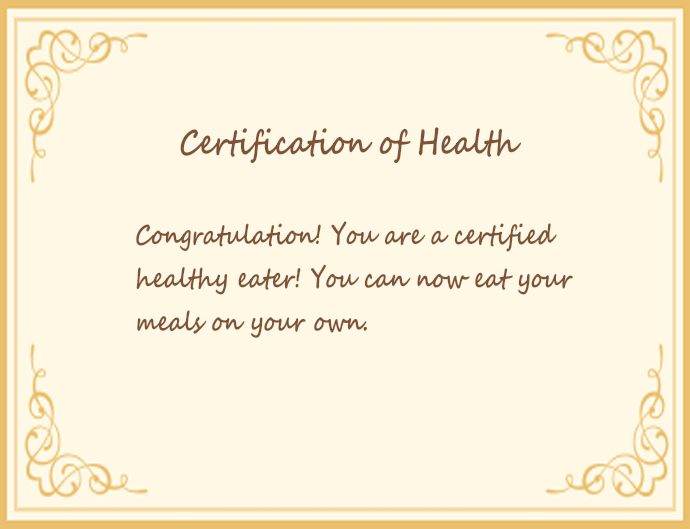 Certification of Health
Congratulation! You are a certified
healthy eater! You can now eat your
meals on your own.